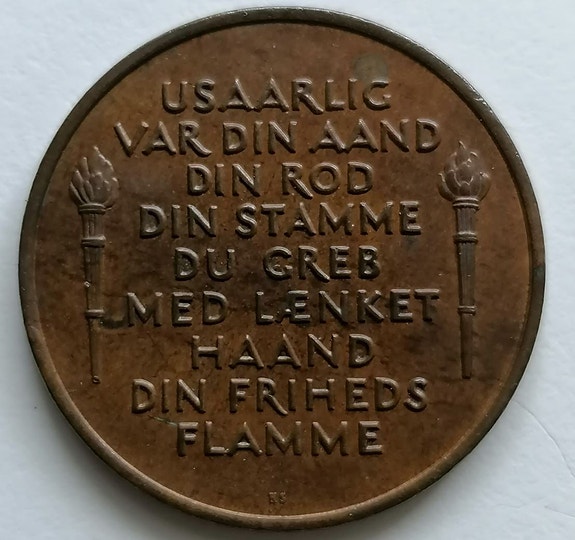 USAARLIG
VAR DIN AAND
DIN ROD
DIN STAMME
DU GREB
MED LÆNKET
HAAND
DIN FRIHEDS
FLAMME